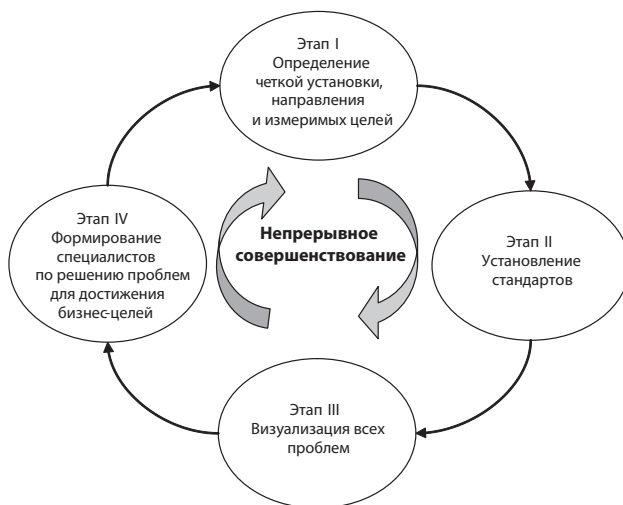 Этап I
Определение
четкой установки,
направления
и измеримых целей
Этап II
Установление
стандартов
Этап III
Визуализация всех
проблем
Этап IV
Формирование
специалистов
по решению проблем
для достижения
бизнес-целей
Непрерывное
совершенствование